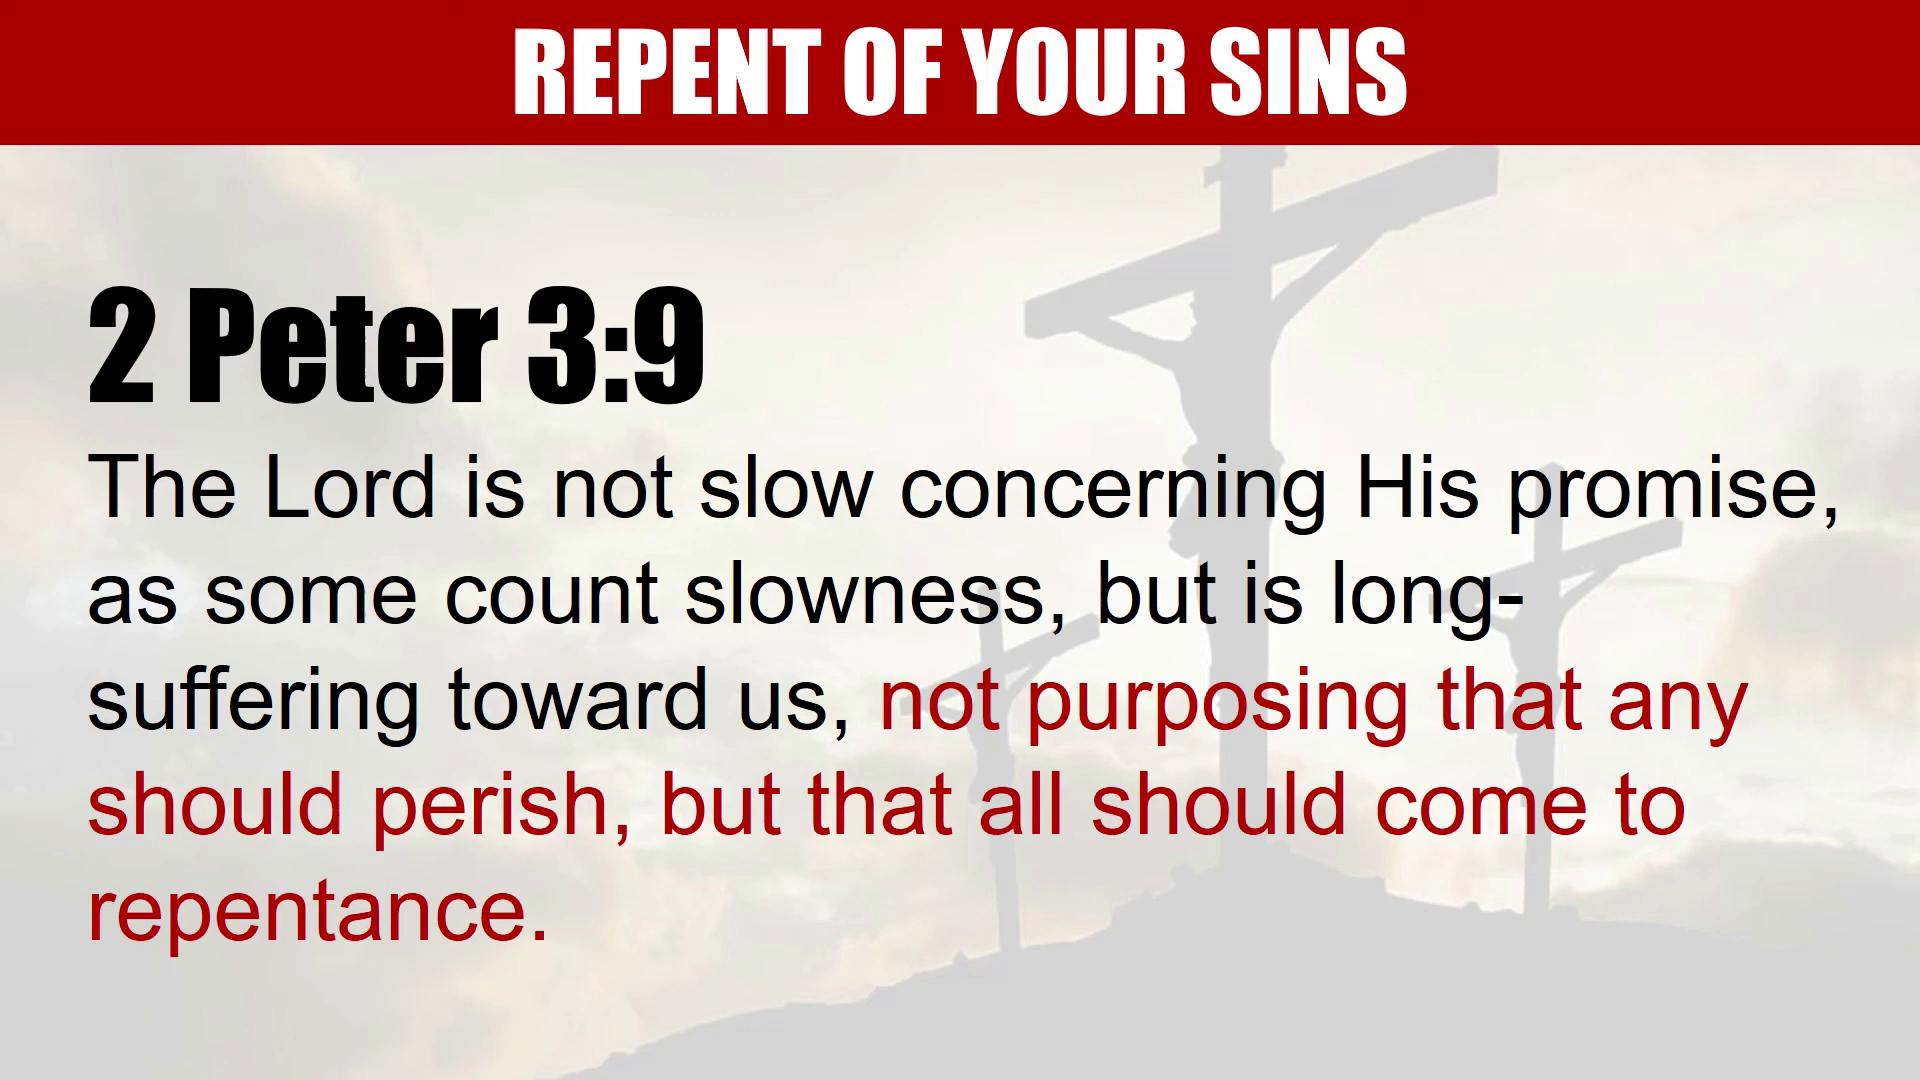 REPENT OF YOUR SINS
2 Peter 3:9
The Lord is not slow concerning His promise,
as some count slowness, but is long-
suffering toward us, not purposing that any
should perish, but that all should come to
repentance.